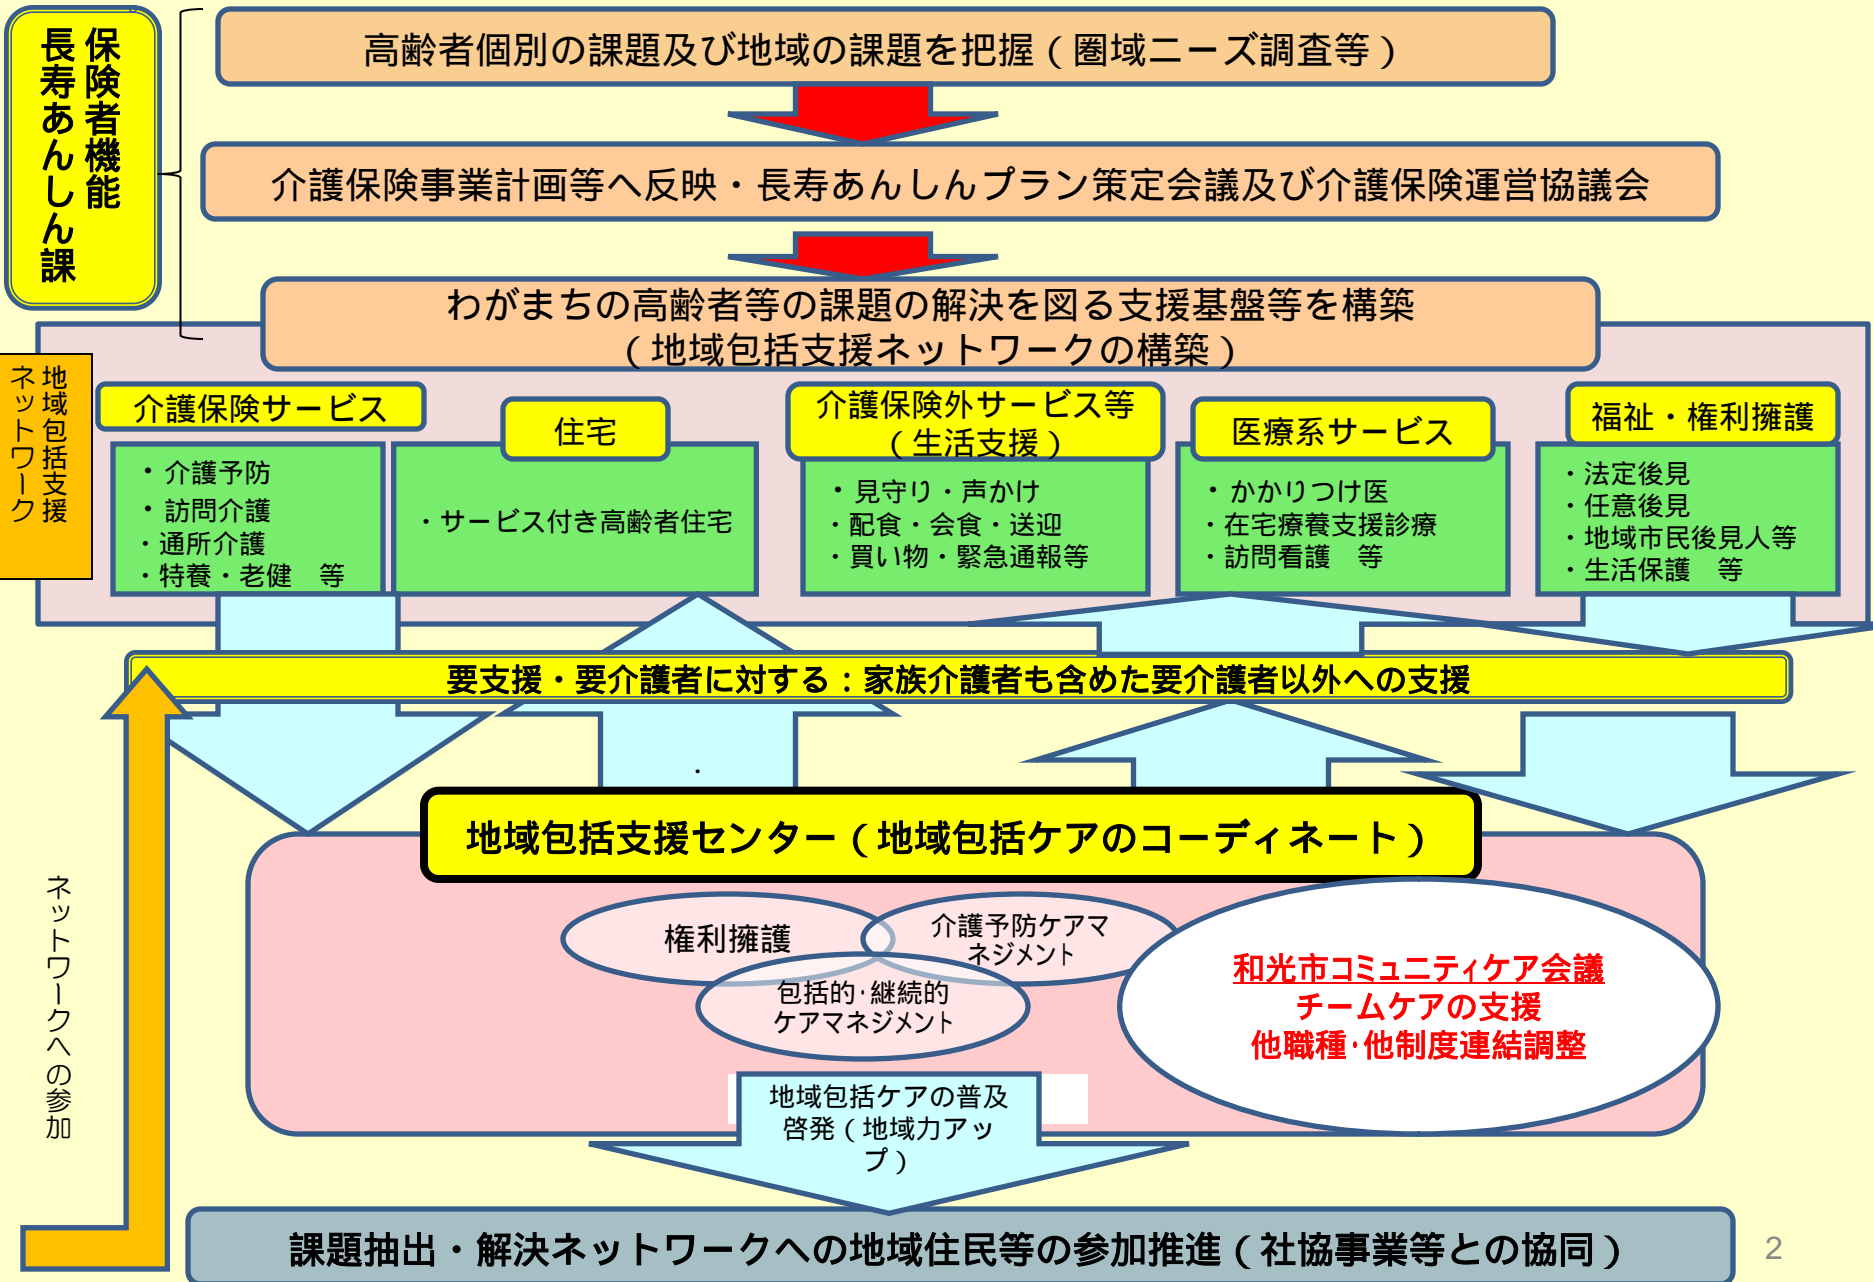 保険者機能
長寿あんしん課
高齢者個別の課題及び地域の課題を把握(圏域ニーズ調査等)
介護保険事業計画等へ反映・長寿あんしんプラン策定会議及び介護保険運営協議会
わがまちの高齢者等の課題の解決を図る支援基盤等を構築
(地域包括支援ネットワークの構築)
地域包括支援
ネットワーク
介護保険サービス
・介護予防
・訪問介護
・通所介護
・特養・老健 等
住宅
・サービス付き高齢者住宅
介護保険外サービス等
(生活支援)
・見守り・声かけ
・配食・会食・送迎
・買い物・緊急通報等
医療系サービス
・かかりつけ医
・在宅療養支援診療
・訪問看護 等
福祉・権利擁護
・法定後見
・任意後見
・地域市民後見人等
・生活保護 等
要支援・要介護者に対する:家族介護者も含めた要介護者以外への支援
.
地域包括支援センター(地域包括ケアのコーディネート)
権利擁護
介護予防ケアマ
ネジメント
包括的・継続的
ケアマネジメント
和光市コミュニティケア会議
チームケアの支援
他職種・他制度連結調整
ネットワークへの参加
地域包括ケアの普及
啓発(地域力アッ
プ)
課題抽出・解決ネットワークへの地域住民等の参加推進(社協事業等との協同)
2